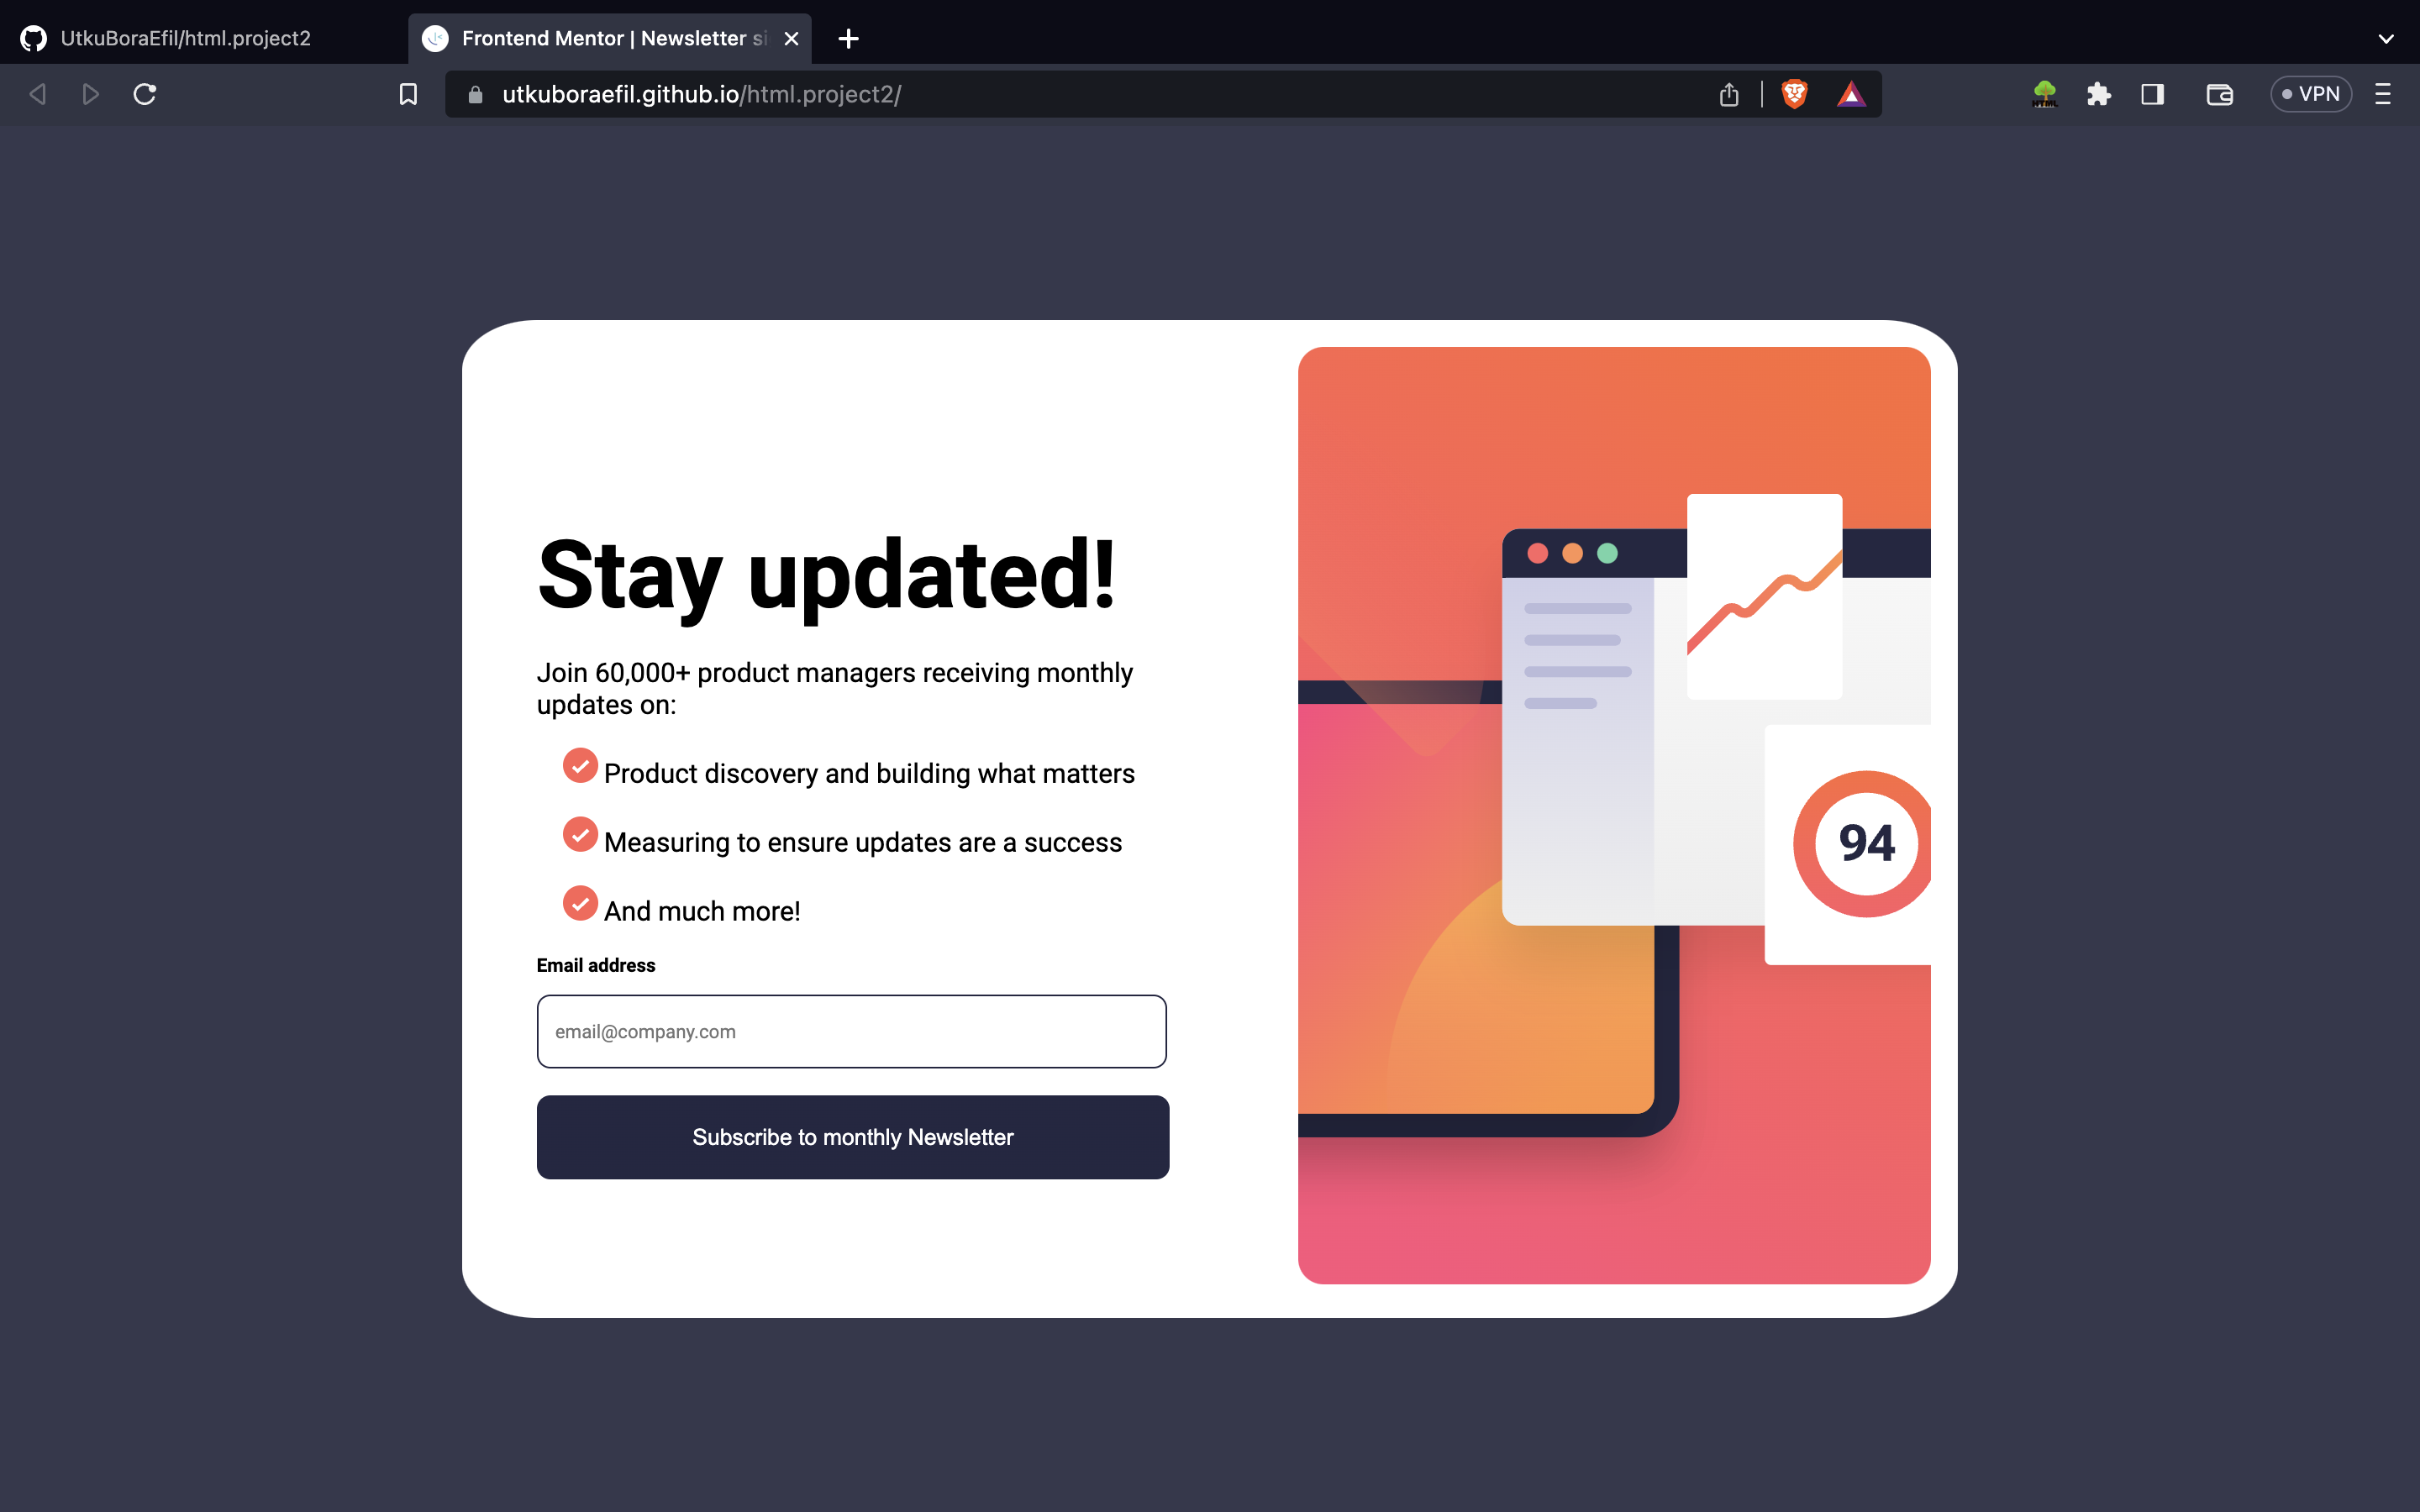 UtkuBoraEfil/html.project2
Frontend Mentor | Newsletter si
utkuboraefil.github.io/html.project2/
HTML
VPN
Stay updated!
Join 60,000+ product managers receiving monthly
updates on:
Product discovery and building what matters
Measuring to ensure updates are a success
And much more!
Email address
email@company.com
Subscribe to monthly Newsletter
94